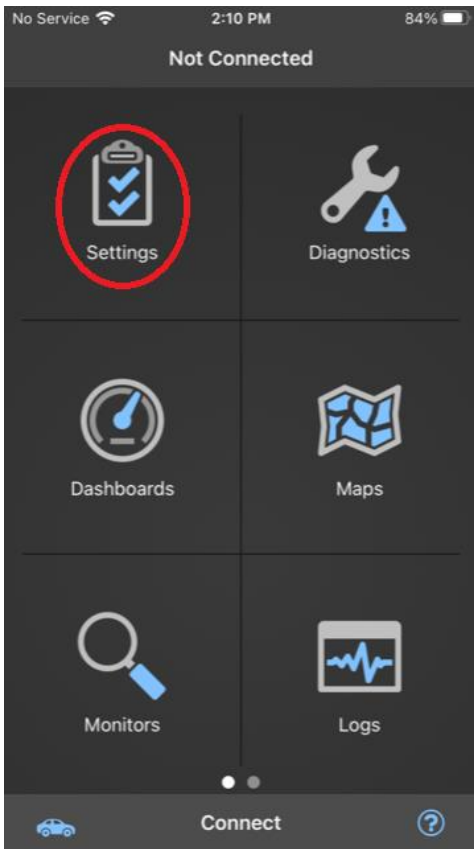 No Service 2:10 PM 84%
Not Connected
Settings Diagnostics
Dashboards Maps
Monitors Logs
Connect ?